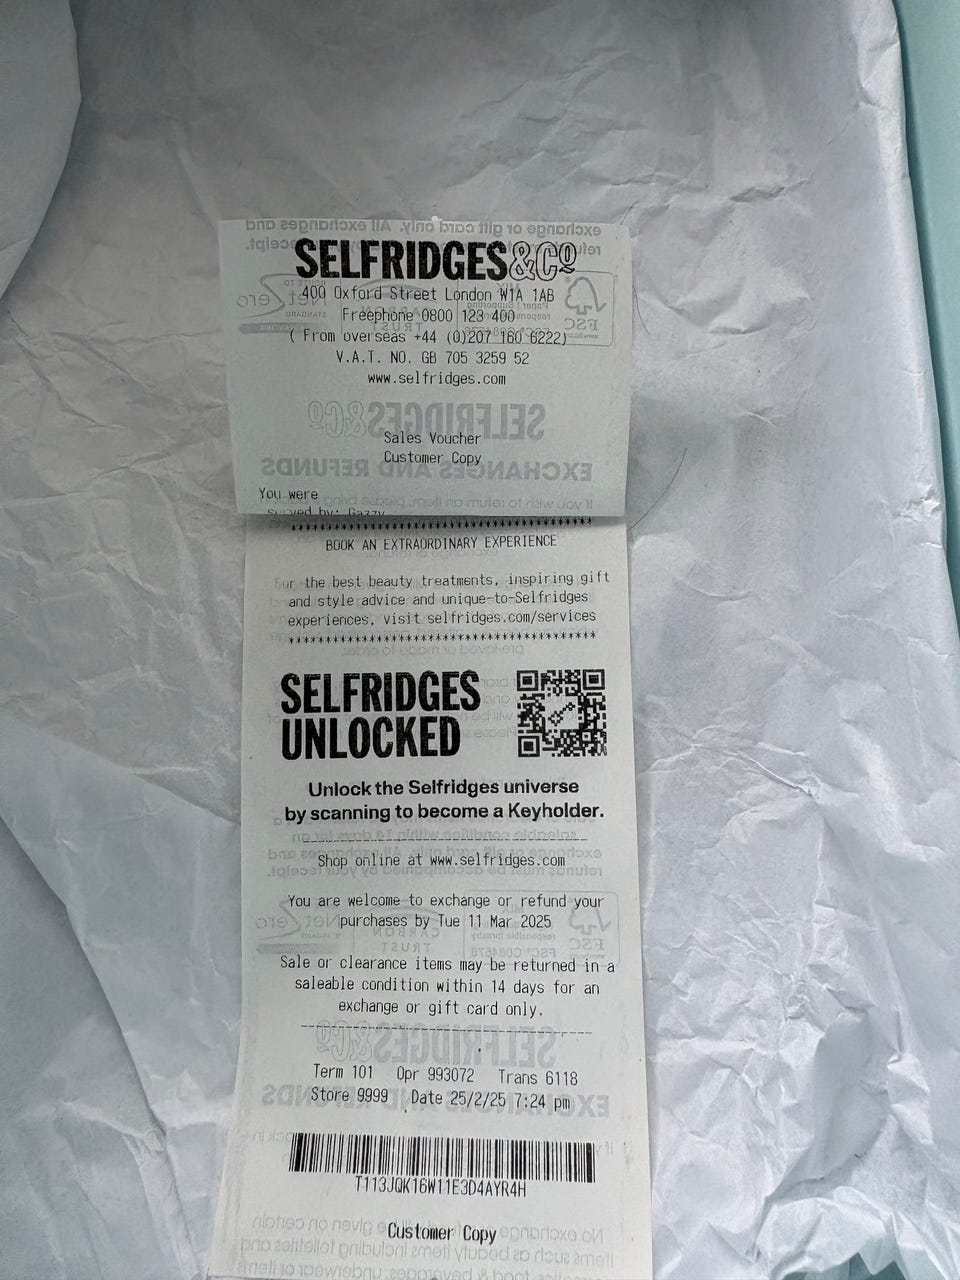 SELFRIDGES&Co
400 Oxford Street London W1A 1AB
Freephone 0800 123 400
( From overseas +44 (0)207 160 6222)
V.A.T. NO. GB 705 3259 52
www.selfridges.com
Sales Voucher
Customer Copy
You were
served by: Gazzy
************************************************
BOOK AN EXTRAORDINARY EXPERIENCE
For the best beauty treatments, inspiring gift
and style advice and unique-to-Selfridges
experiences, visit selfridges.com/services
************************************************
SELFRIDGES
UNLOCKED
Unlock the Selfridges universe
by scanning to become a Keyholder.
Shop online at www.selfridges.com
You are welcome to exchange or refund your
purchases by Tue 11 Mar 2025
Sale or clearance items may be returned in a
saleable condition within 14 days for an
exchange or gift card only.
Term 101 Opr 993072 Trans 6118
Store 9999 Date 25/2/25 7:24 pm
T113JQK16W11E3D4AYR4H
Customer Copy